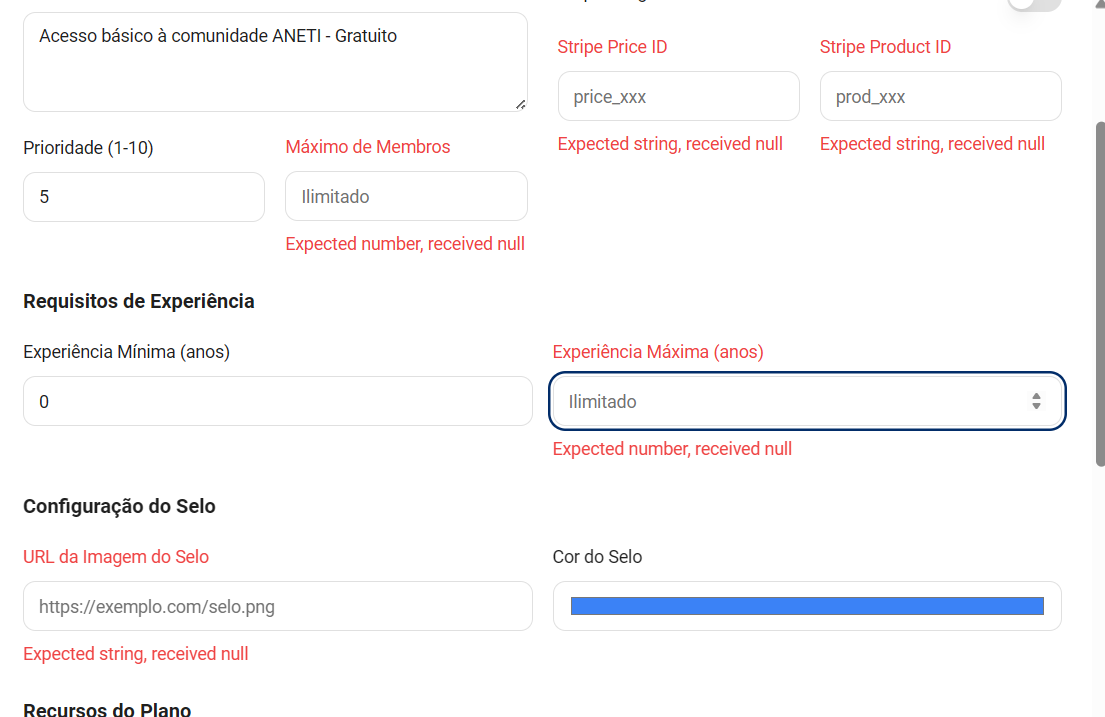 Acesso básico à comunidade ANETI - Gratuito
Stripe Price ID
Stripe Product ID
price_xxx
prod_xxx
Expected string, received null
Expected string, received null
Prioridade (1-10)
Máximo de Membros
5
Ilimitado
Expected number, received null
Requisitos de Experiência
Experiência Mínima (anos)
Experiência Máxima (anos)
0
Ilimitado
Expected number, received null
Configuração do Selo
URL da Imagem do Selo
Cor do Selo
https://exemplo.com/selo.png
Expected string, received null
Recursos do Plano